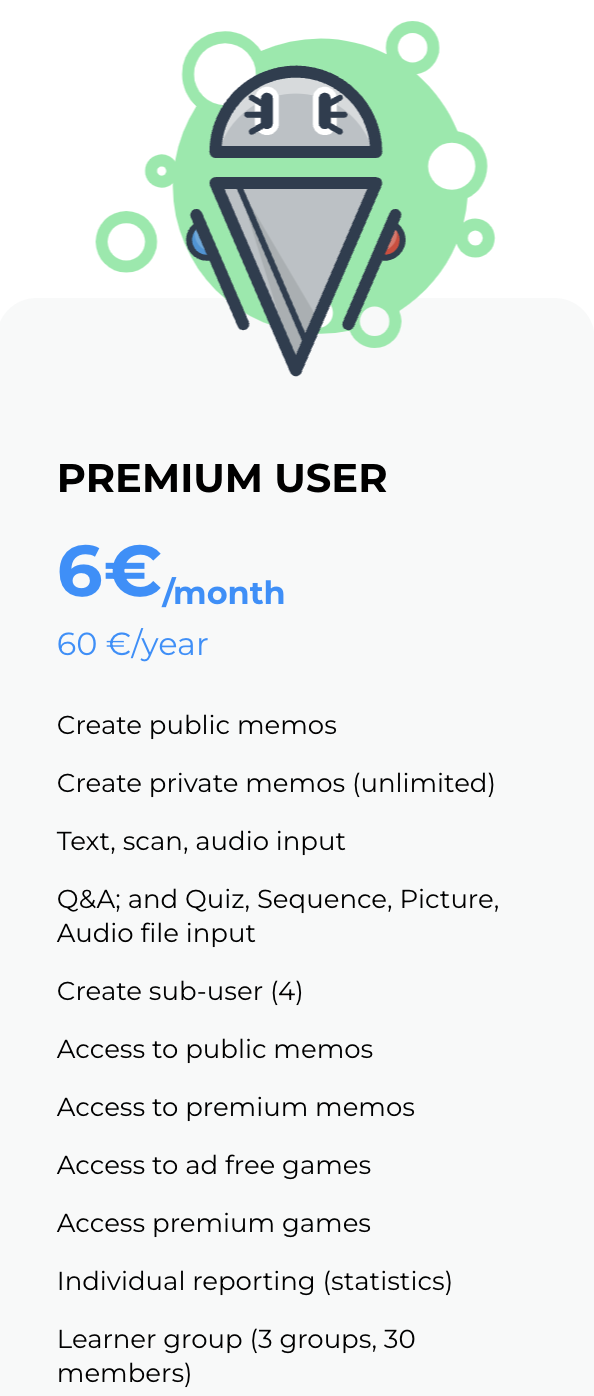 PREMIUM USER
6€/month
60 €/year
Create public memos
Create private memos (unlimited)
Text, scan, audio input
Q&A; and Quiz, Sequence, Picture,
Audio file input
Create sub-user (4)
Access to public memos
Access to premium memos
Access to ad free games
Access premium games
Individual reporting (statistics)
Learner group (3 groups, 30
members)